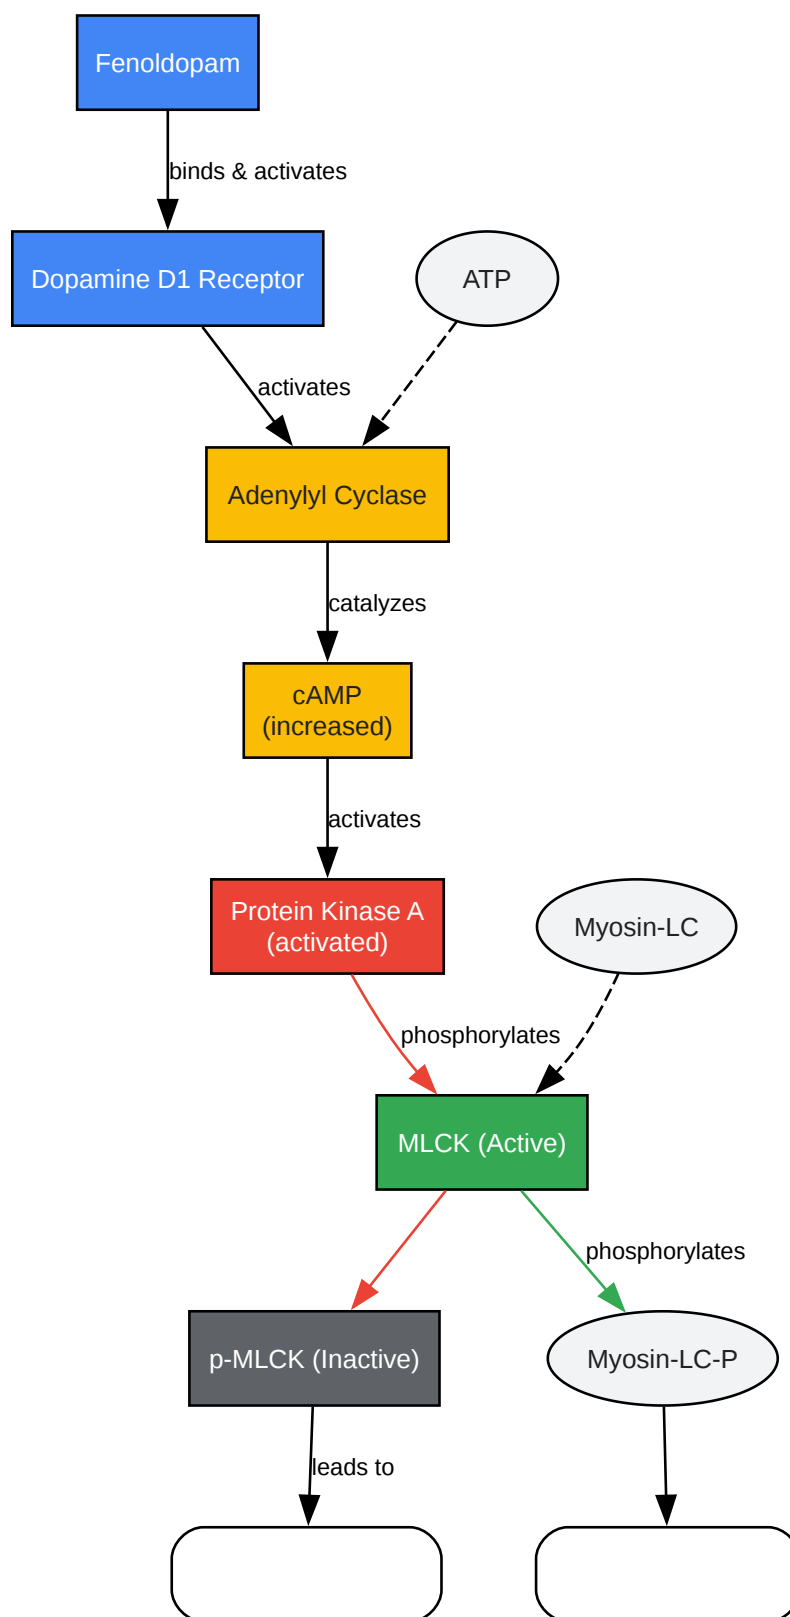 Fenoldopam
binds & activates
Dopamine D1 Receptor
ATP
activates
Adenylyl Cyclase
catalyzes
cAMP
(increased)
activates
Protein Kinase A
(activated)
Myosin-LC
phosphorylates
MLCK (Active)
phosphorylates
p-MLCK (Inactive)
Myosin-LC-P
leads to